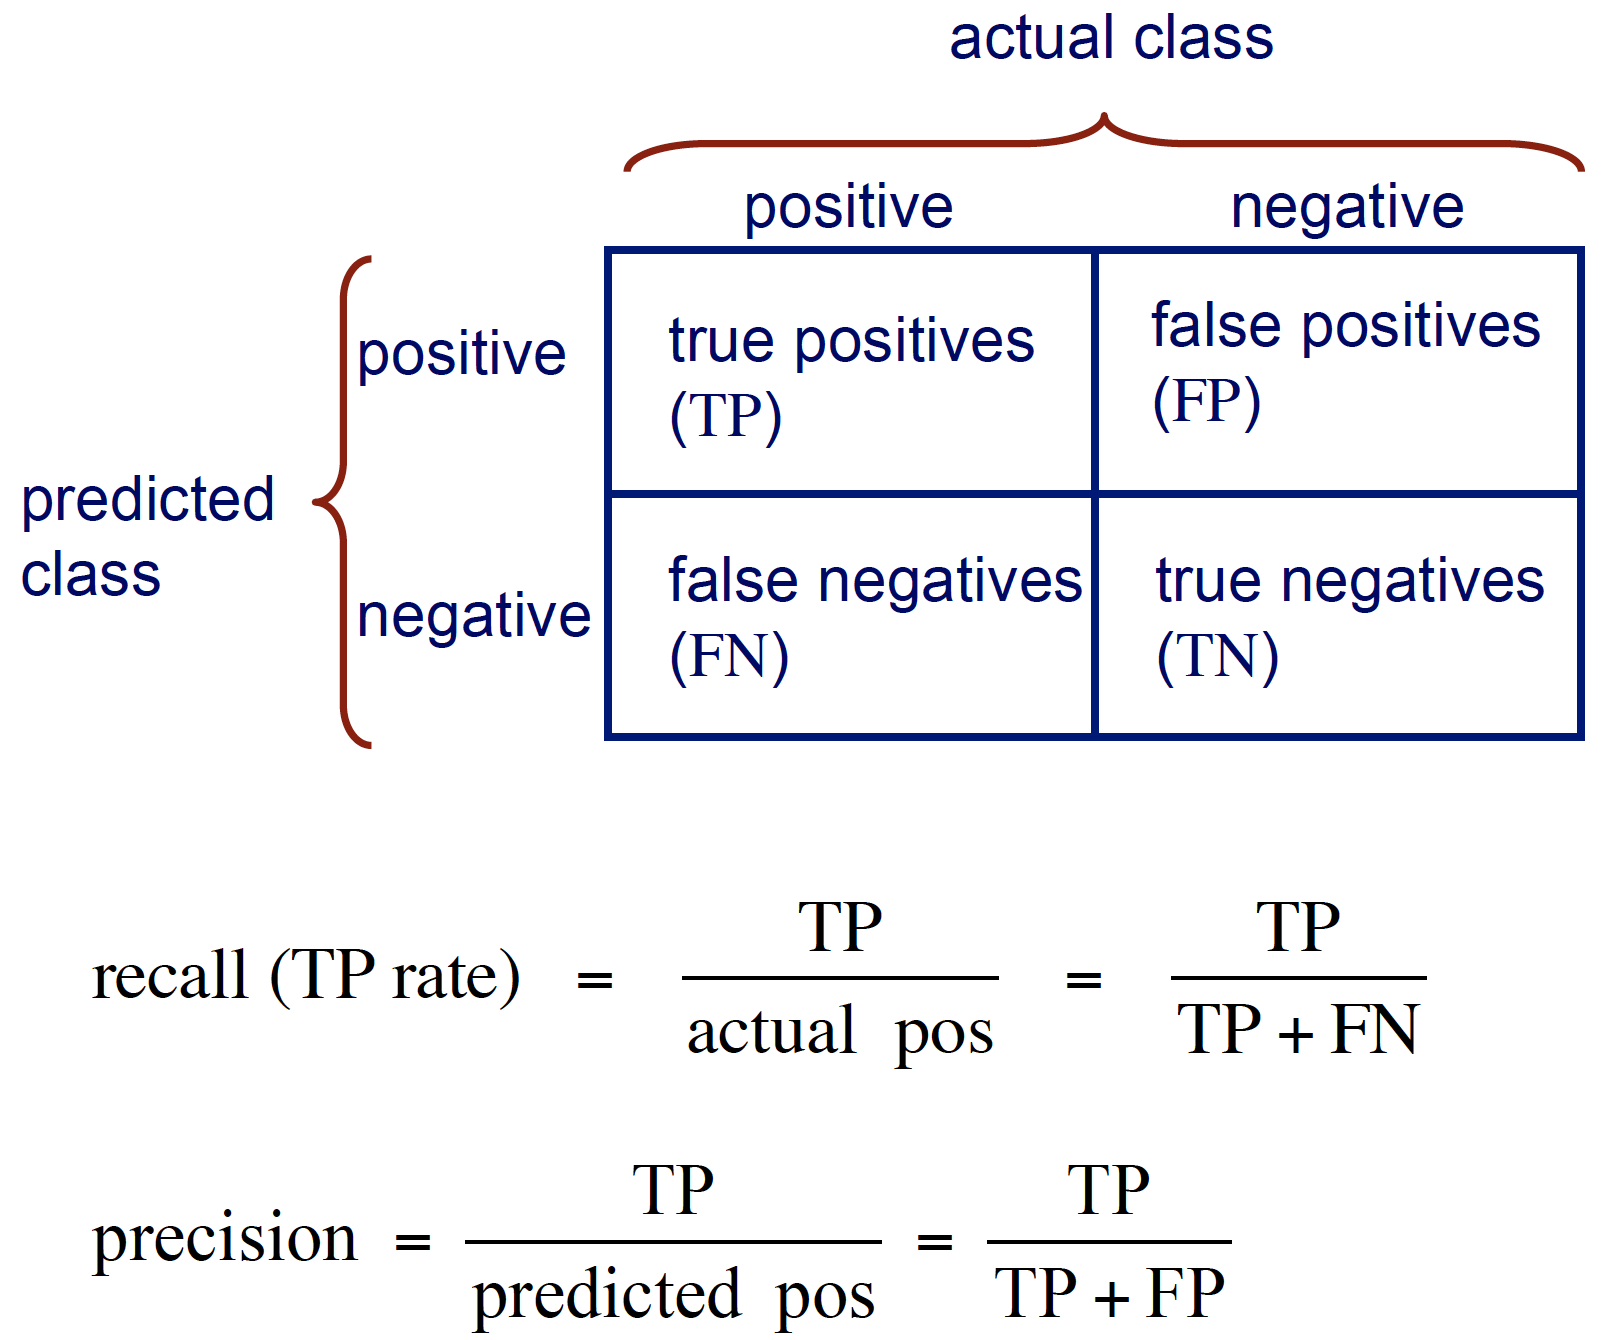 actual class
positive negative
positive
true positives
(TP)
false positives
(FP)
predicted
class
negative
false negatives
(FN)
true negatives
(TN)
recall (TP rate) = TP / actual pos = TP / TP + FN
precision = TP / predicted pos = TP / TP + FP